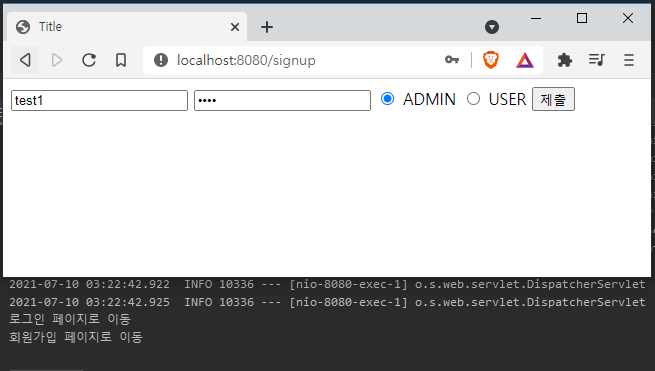 Title
localhost:8080/signup
test1 •••• ADMIN USER 제출
2021-07-10 03:22:42.922 INFO 10336 --- [nio-8080-exec-1] o.s.web.servlet.DispatcherServlet
2021-07-10 03:22:42.925 INFO 10336 --- [nio-8080-exec-1] o.s.web.servlet.DispatcherServlet
로그인 페이지로 이동
회원가입 페이지로 이동